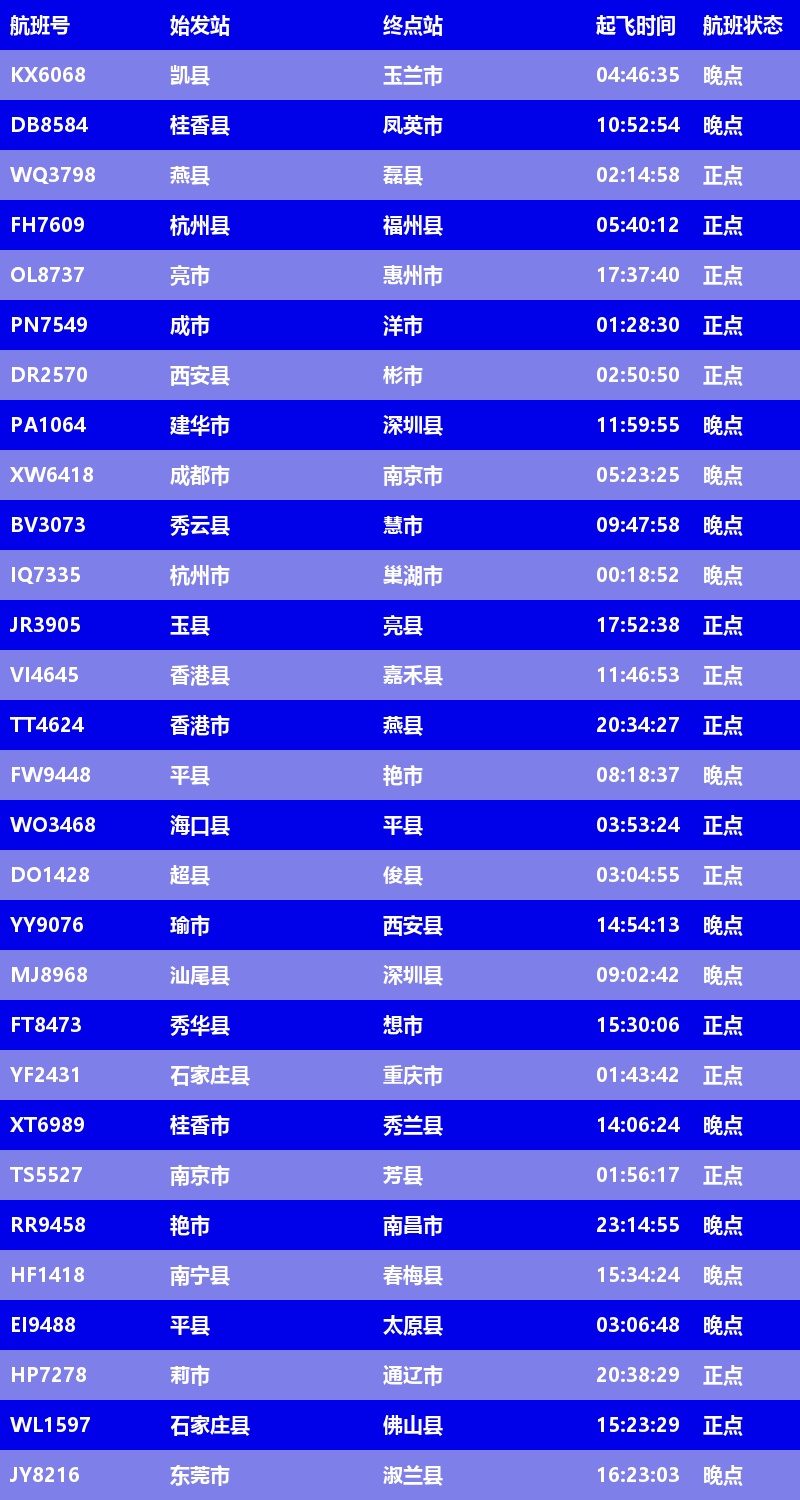 航班号 始发站 终点站 起飞时间 航班状态
KX6068 凯县 玉兰市 04:46:35 晚点
DB8584 桂香县 凤英市 10:52:54 晚点
WQ3798 燕县 磊县 02:14:58 正点
FH7609 杭州县 福州县 05:40:12 正点
OL8737 亮市 惠州市 17:37:40 正点
PN7549 成市 洋市 01:28:30 正点
DR2570 西安县 彬市 02:50:50 正点
PA1064 建华市 深圳县 11:59:55 晚点
XW6418 成都市 南京市 05:23:25 晚点
BV3073 秀云县 慧市 09:47:58 晚点
IQ7335 杭州市 巢湖市 00:18:52 晚点
JR3905 玉县 亮县 17:52:38 正点
VI4645 香港县 嘉禾县 11:46:53 正点
TT4624 香港市 燕县 20:34:27 正点
FW9448 平县 艳市 08:18:37 晚点
WO3468 海口县 平县 03:53:24 正点
DO1428 超县 俊县 03:04:55 正点
YY9076 瑜市 西安县 14:54:13 晚点
MJ8968 汕尾县 深圳县 09:02:42 晚点
FT8473 秀华县 想市 15:30:06 正点
YF2431 石家庄县 重庆市 01:43:42 正点
XT6989 桂香市 秀兰县 14:06:24 晚点
TS5527 南京市 芳县 01:56:17 正点
RR9458 艳市 南昌市 23:14:55 晚点
HF1418 南宁县 春梅县 15:34:24 晚点
EI9488 平县 太原县 03:06:48 晚点
HP7278 莉市 通辽市 20:38:29 正点
WL1597 石家庄县 佛山县 15:23:29 正点
JY8216 东莞市 淑兰县 16:23:03 晚点